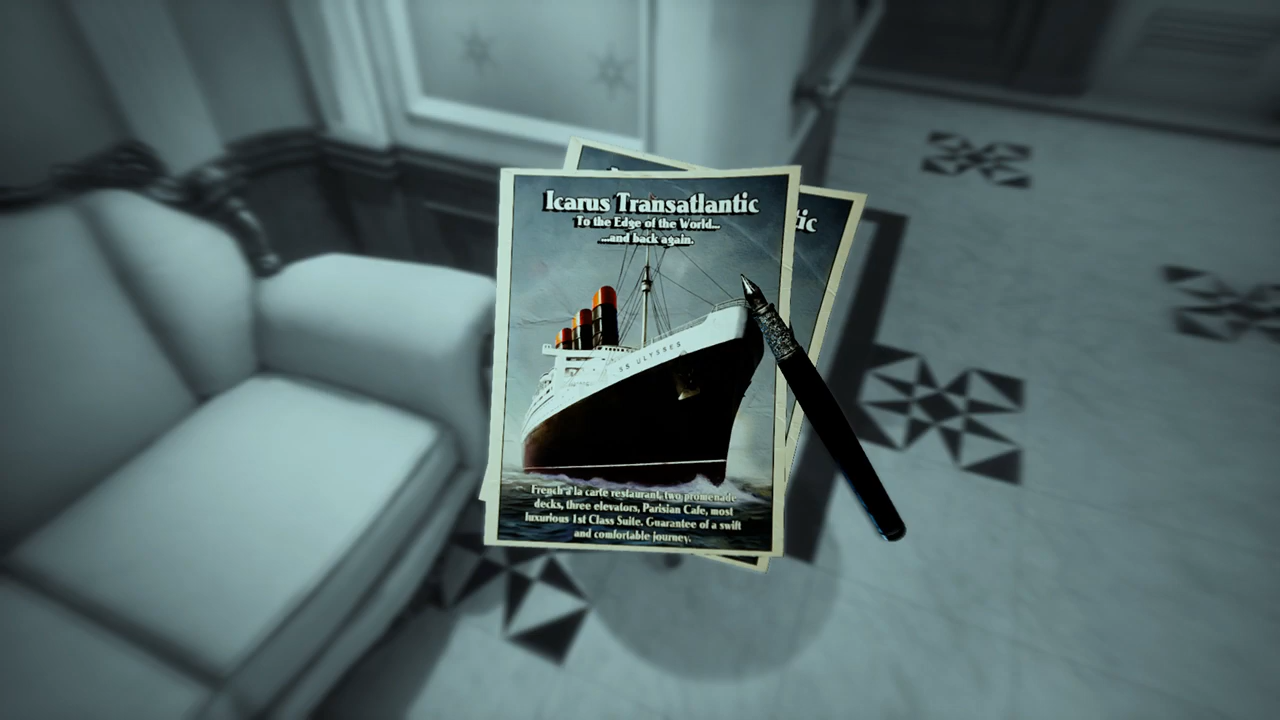 Icarus Transatlantic
To the Edge of the World...
...and back again.
SS ULYSSES
French a la carte restaurant, two promenade
decks, three elevators, Parisian Cafe, most
luxurious 1st Class Suite. Guarantee of a swift
and comfortable journey.
ic